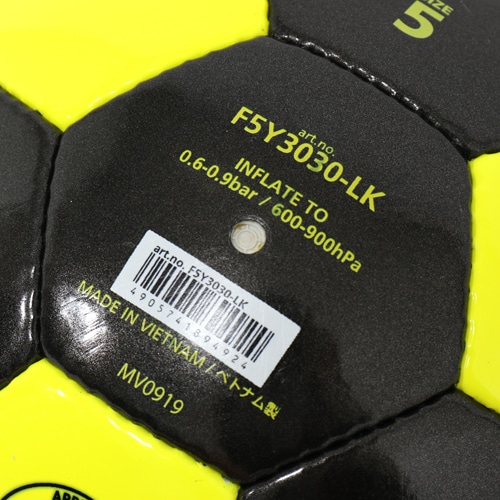 SIZE
5
art.no.
F5Y3030-LK
INFLATE TO
0.6-0.9bar / 600-900hPa
art.no. F5Y3030-LK
4905741894924
MADE IN VIETNAM / ベトナム製
MV0919